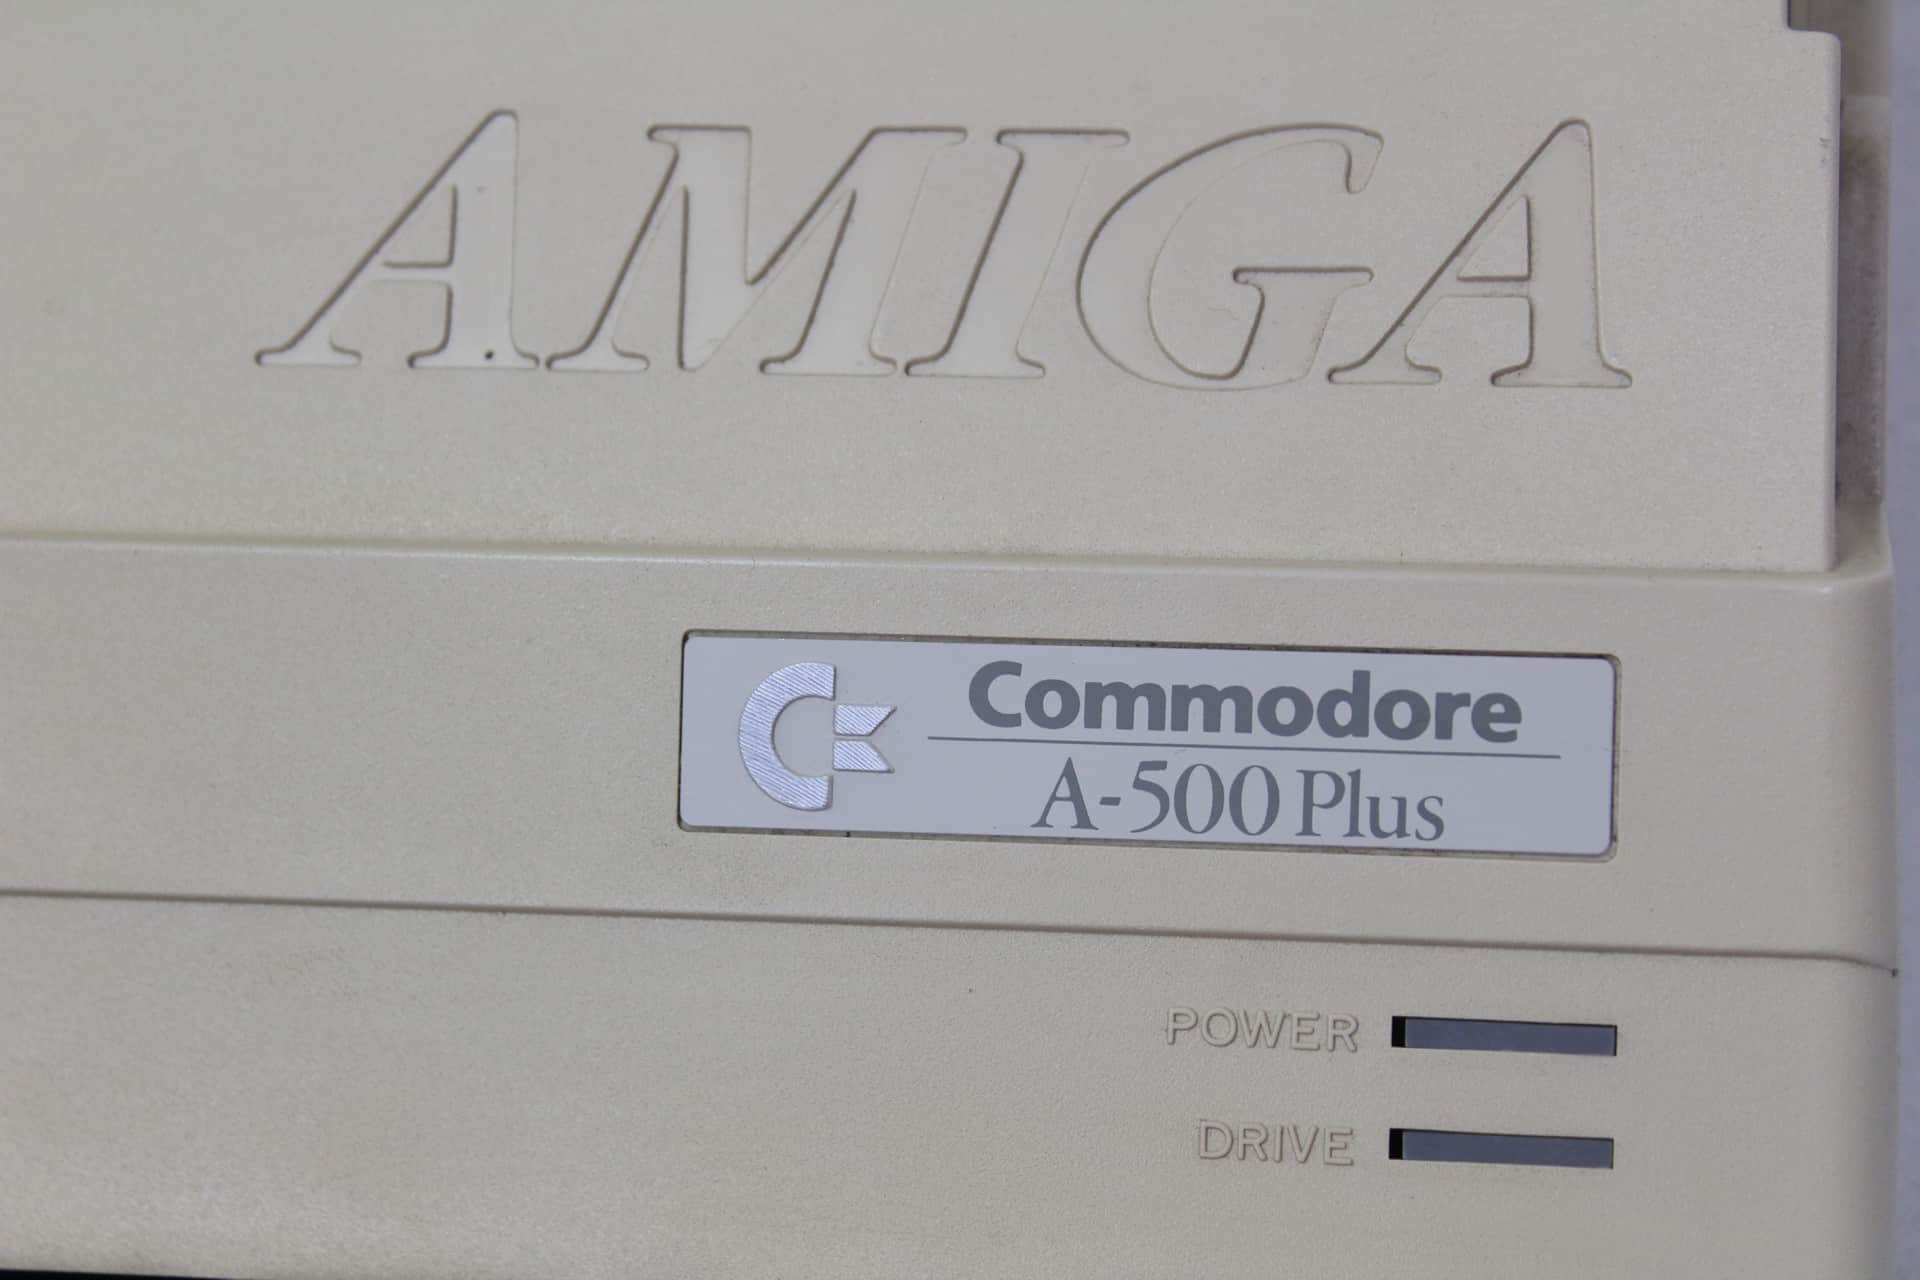 AMIGA
Commodore
A-500 Plus
POWER
DRIVE